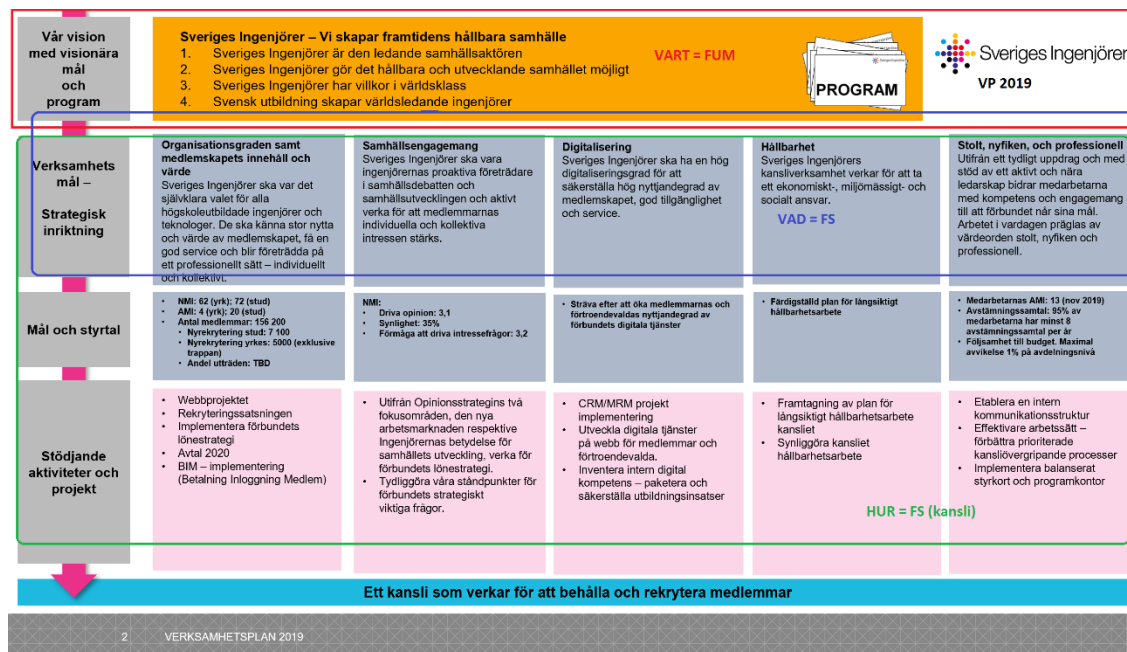 Vår vision
med visionära
mål
och
program
Sveriges Ingenjörer – Vi skapar framtidens hållbara samhälle
1. Sveriges Ingenjörer är den ledande samhällsaktören
2. Sveriges Ingenjörer gör det hållbara och utvecklande samhället möjligt
3. Sveriges Ingenjörer har villkor i världsklass
4. Svensk utbildning skapar världsledande ingenjörer
VART = FUM
PROGRAM
Sveriges Ingenjörer
VP 2019
Verksamhets
mål –
Strategisk
inriktning
Organisationsgraden samt
medlemskapets innehåll och
värde
Sveriges Ingenjörer ska var det
självklara valet för alla
högskoleutbildade ingenjörer och
teknologer. De ska känna stor nytta
och värde av medlemskapet, få en
god service och blir företrädda på
ett professionellt sätt – individuellt
och kollektivt.
Samhällsengagemang
Sveriges Ingenjörer ska vara
ingenjörernas proaktiva företrädare
i samhällsdebatten och
samhällsutvecklingen och aktivt
verka för att medlemmarnas
individuella och kollektiva
intressen stärks.
Digitalisering
Sveriges Ingenjörer ska ha en hög
digitaliseringsgrad för att
säkerställa hög nyttjandegrad av
medlemskapet, god tillgänglighet
och service.
Hållbarhet
Sveriges Ingenjörers
kansliverksamhet verkar för att ta
ett ekonomiskt-, miljömässigt- och
socialt ansvar.
VAD = FS
Stolt, nyfiken, och professionell
Utifrån ett tydligt uppdrag och med
stöd av ett aktivt och nära
ledarskap bidrar medarbetarna
med kompetens och engagemang
till att förbundet når sina mål.
Arbetet i vardagen präglas av
värdeorden stolt, nyfiken och
professionell.
Mål och styrtal
• NMI: 62 (yrk); 72 (stud)
• AMI: 4 (yrk); 20 (stud)
• Antal medlemmar: 156 200
• Nyrekrytering stud: 7 100
• Nyrekrytering yrkes: 5000 (exklusive
trappan)
• Andel utträden: TBD
NMI:
• Driva opinion: 3,1
• Synlighet: 35%
• Förmåga att driva intressefrågor: 3,2
• Sträva efter att öka medlemmarnas och
förtroendevaldas nyttjandegrad av
förbundets digitala tjänster
• Färdigställd plan för långsiktigt
hållbarhetsarbete
• Medarbetarnas AMI: 13 (nov 2019)
• Avstämningssamtal: 95% av
medarbetarna har minst 8
avstämningssamtal per år
• Följsamhet till budget. Maximal
avvikelse 1% på avdelningsnivå
Stödjande
aktiviteter och
projekt
• Webbprojektet
• Rekryteringssatsningen
• Implementera förbundets
lönestrategi
• Avtal 2020
• BIM – implementering
(Betalning Inloggning Medlem)
• Utifrån Opinionsstrategins två
fokusområden, den nya
arbetsmarknaden respektive
Ingenjörernas betydelse för
samhällets utveckling, verka för
förbundets lönestrategi.
• Tydliggöra våra ståndpunkter för
förbundets strategiskt
viktiga frågor.
• CRM/MRM projekt
implementering
• Utveckla digitala tjänster
på webb för medlemmar och
förtroendevalda.
• Inventera intern digital
kompetens – paketera och
säkerställa utbildningsinsatser
• Framtagning av plan för
långsiktigt hållbarhetsarbete
kansliet
• Synliggöra kansliet
hållbarhetsarbete
• Etablera en intern
kommunikationsstruktur
• Effektivare arbetssätt –
förbättra prioriterade
kansliövergripande processer
• Implementera balanserat
styrkort och programkontor
HUR = FS (kansli)
Ett kansli som verkar för att behålla och rekrytera medlemmar
2 VERKSAMHETSPLAN 2019